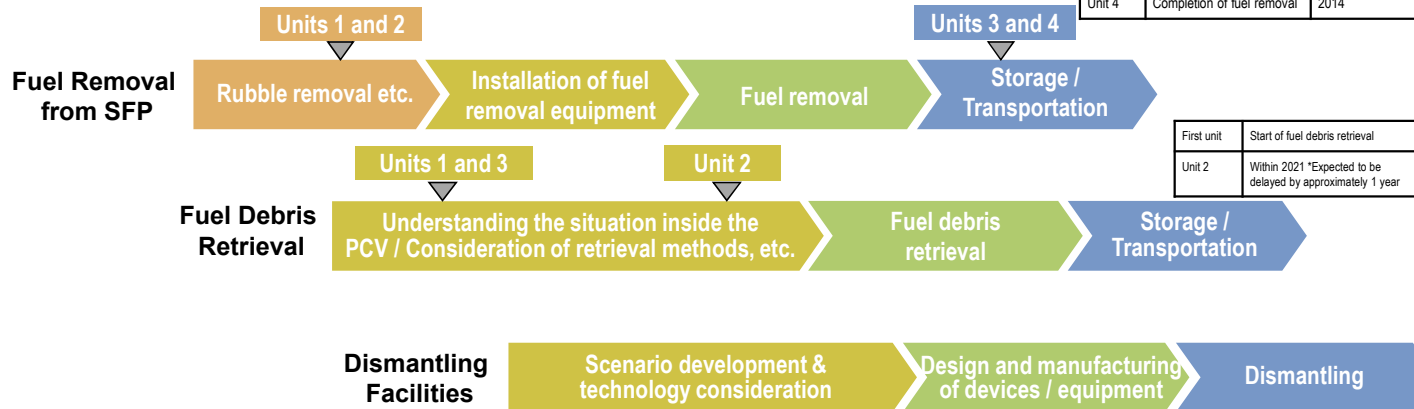 Unit 4 Completion of fuel removal 2014
Units 1 and 2
Units 3 and 4
Fuel Removal
from SFP
Rubble removal etc.
Installation of fuel
removal equipment
Fuel removal
Storage /
Transportation
First unit Start of fuel debris retrieval
Unit 2 Within 2021 *Expected to be
delayed by approximately 1 year
Units 1 and 3
Unit 2
Fuel Debris
Retrieval
Understanding the situation inside the
PCV / Consideration of retrieval methods, etc.
Fuel debris
retrieval
Storage /
Transportation
Dismantling
Facilities
Scenario development &
technology consideration
Design and manufacturing
of devices / equipment
Dismantling